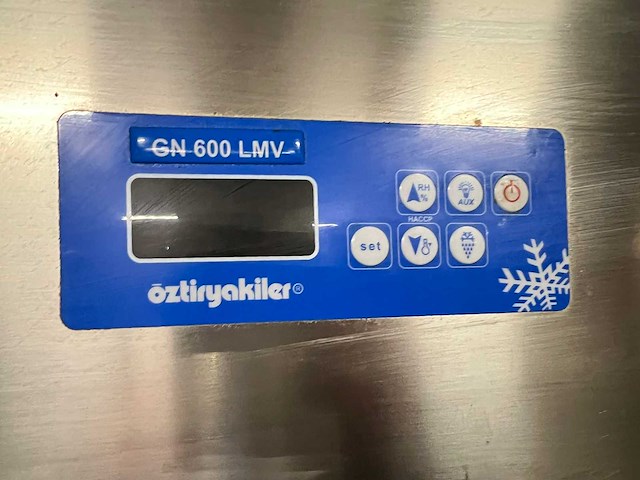 GN 600 LMV
RH
%
AUX
HACCP
set
öztiryakiler®